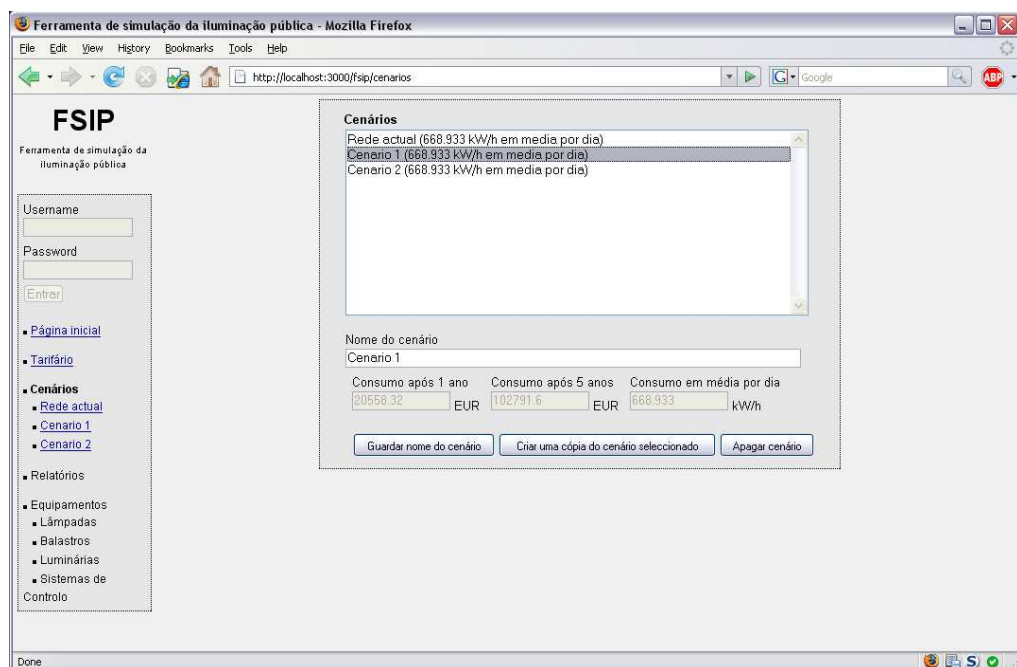 Ferramenta de simulação da iluminação pública - Mozilla Firefox
File Edit View History Bookmarks Tools Help
http://localhost:3000/fsip/cenarios
G Google
ABP
FSIP
Ferramenta de simulação da
iluminação pública
Username
Password
Entrar
Página inicial
Tarifário
Cenários
Rede actual
Cenario 1
Cenario 2
Relatórios
Equipamentos
Lâmpadas
Balastros
Luminárias
Sistemas de
Controlo
Cenários
Rede actual (668.933 kW/h em media por dia)
Cenario 1 (668.933 kW/h em media por dia)
Cenario 2 (668.933 kW/h em media por dia)
Nome do cenário
Cenario 1
Consumo após 1 ano Consumo após 5 anos Consumo em média por dia
20558.32 EUR 102791.6 EUR 668.933 kW/h
Guardar nome do cenário Criar uma cópia do cenário seleccionado Apagar cenário
Done
S